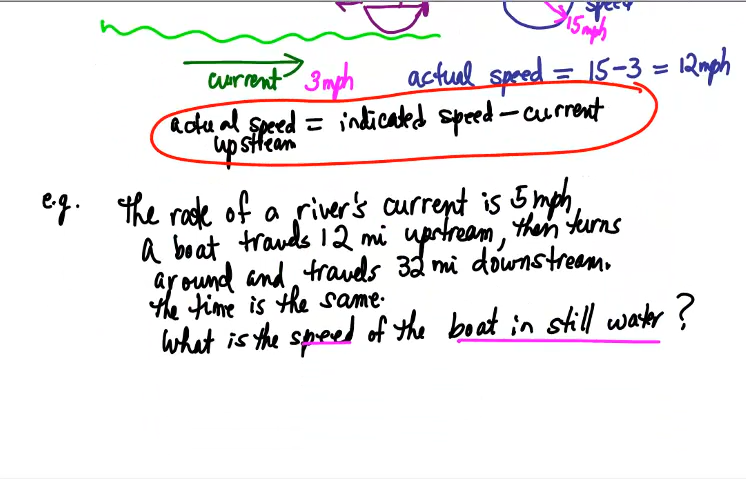 speed
15mph
current 3mph actual speed = 15-3 = 12mph
actual speed = indicated speed - current
upstream
e.g. The rate of a river's current is 5 mph,
A boat travels 12 mi upstream, then turns
around and travels 32 mi downstream.
The time is the same.
What is the speed of the boat in still water?